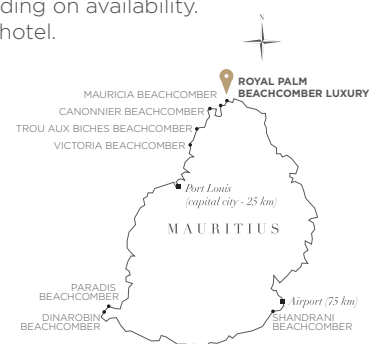 ding on availability.
hotel.
N
ROYAL PALM
BEACHCOMBER LUXURY
MAURICIA BEACHCOMBER
CANONNIER BEACHCOMBER
TROU AUX BICHES BEACHCOMBER
VICTORIA BEACHCOMBER
Port Louis
(capital city - 25 km)
MAURITIUS
PARADIS
BEACHCOMBER
DINAROBIN
BEACHCOMBER
Airport (75 km)
SHANDRANI
BEACHCOMBER